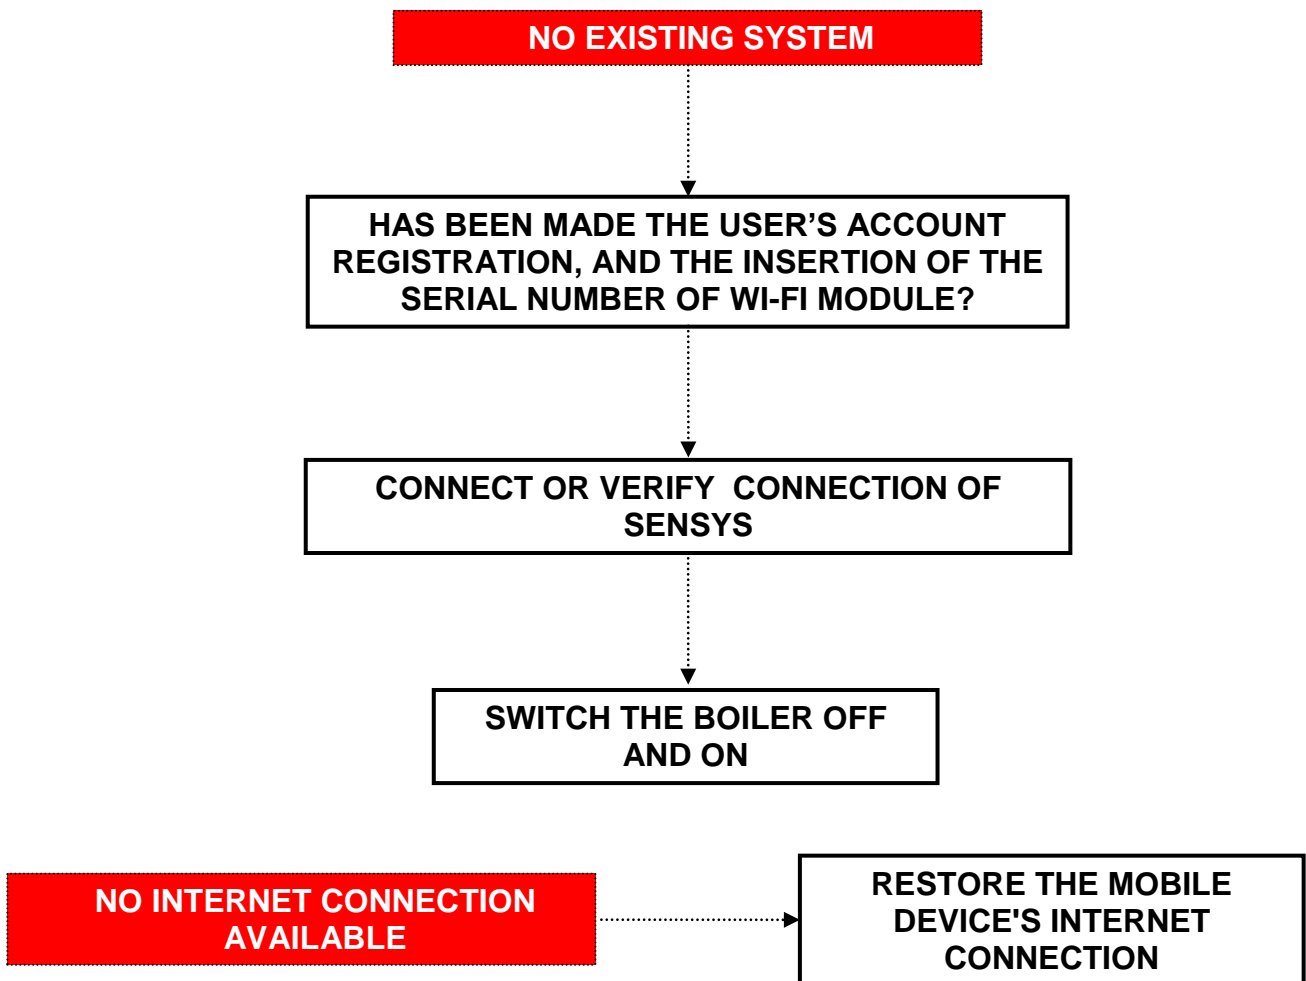 NO EXISTING SYSTEM
HAS BEEN MADE THE USER’S ACCOUNT
REGISTRATION, AND THE INSERTION OF THE
SERIAL NUMBER OF WI-FI MODULE?
CONNECT OR VERIFY  CONNECTION OF
SENSYS
SWITCH THE BOILER OFF
AND ON
NO INTERNET CONNECTION
AVAILABLE
RESTORE THE MOBILE
DEVICE'S INTERNET
CONNECTION